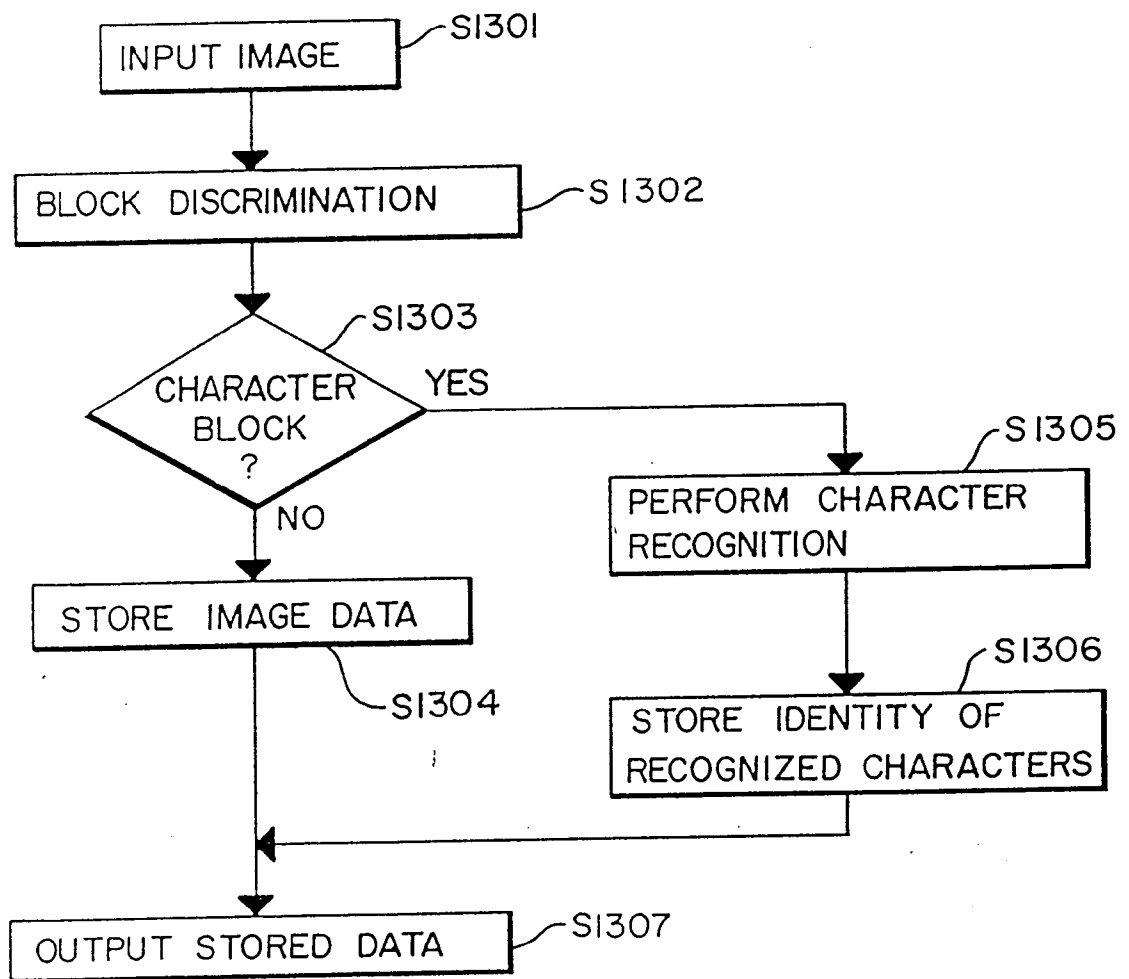 INPUT IMAGE
S1301
BLOCK DISCRIMINATION
S1302
S1303
CHARACTER
BLOCK
?
YES
NO
S1305
PERFORM CHARACTER
RECOGNITION
STORE IMAGE DATA
S1304
S1306
STORE IDENTITY OF
RECOGNIZED CHARACTERS
OUTPUT STORED DATA
S1307